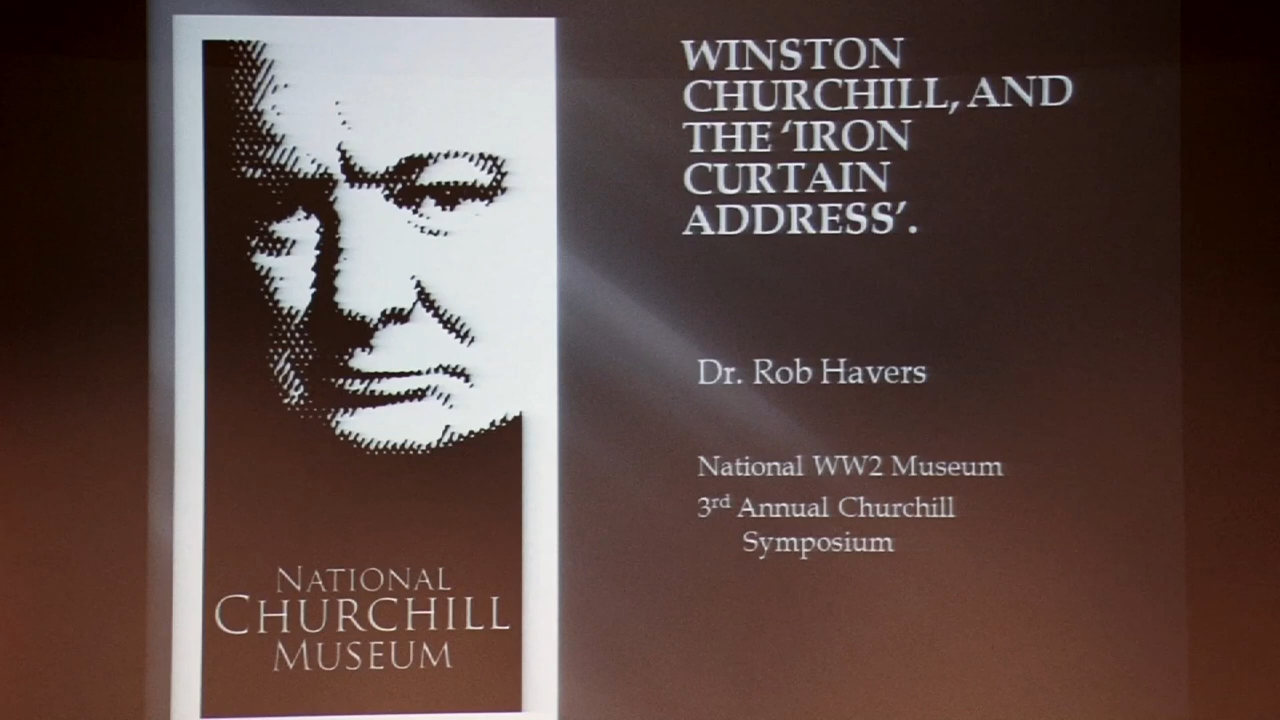 WINSTON
CHURCHILL, AND
THE ‘IRON
CURTAIN
ADDRESS’.
Dr. Rob Havers
National WW2 Museum
3rd Annual Churchill
Symposium
NATIONAL
CHURCHILL
MUSEUM